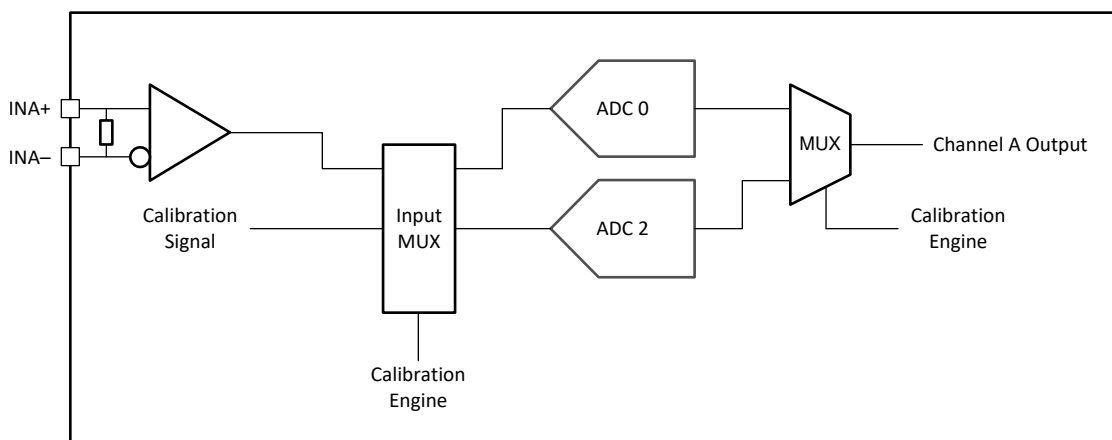 INA+
INA–
ADC 0
MUX
Channel A Output
Calibration
Signal
Input
MUX
ADC 2
Calibration
Engine
Calibration
Engine